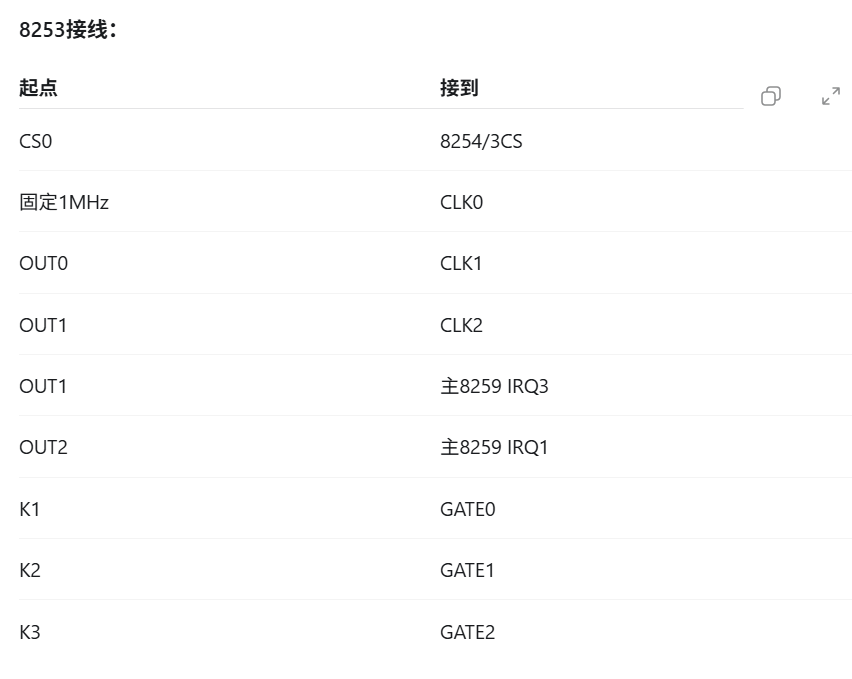 8253接线：
起点 接到
CS0 8254/3CS
固定1MHz CLK0
OUT0 CLK1
OUT1 CLK2
OUT1 主8259 IRQ3
OUT2 主8259 IRQ1
K1 GATE0
K2 GATE1
K3 GATE2